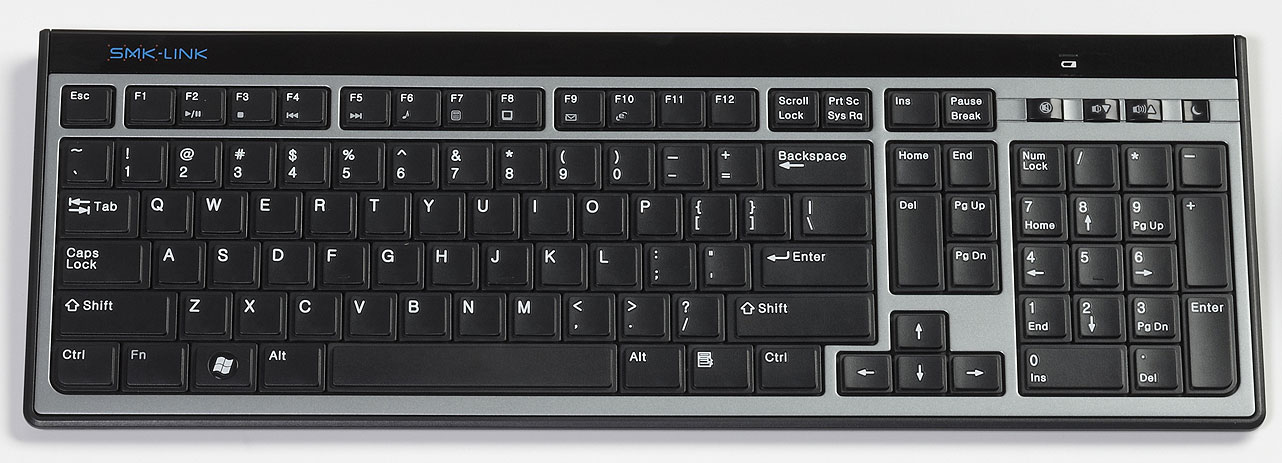 SMK-LINK
Esc F1 F2 F3 F4 F5 F6 F7 F8 F9 F10 F11 F12 Scroll Lock Prt Sc Sys Rq Ins Pause Break
~ ` ! 1 @ 2 # 3 $ 4 % 5 ^ 6 & 7 * 8 ( 9 ) 0 _ - + = Backspace Home End Num Lock / * -
Tab Q W E R T Y U I O P { [ } ] | \ Del Pg Up 7 Home 8 ↑ 9 Pg Up +
Caps Lock A S D F G H J K L : ; " ' Enter Pg Dn 4 ← 5 6 →
Shift Z X C V B N M < , > . ? / Shift ↑ 1 End 2 ↓ 3 Pg Dn Enter
Ctrl Fn Alt Alt Ctrl ← ↓ → 0 Ins . Del